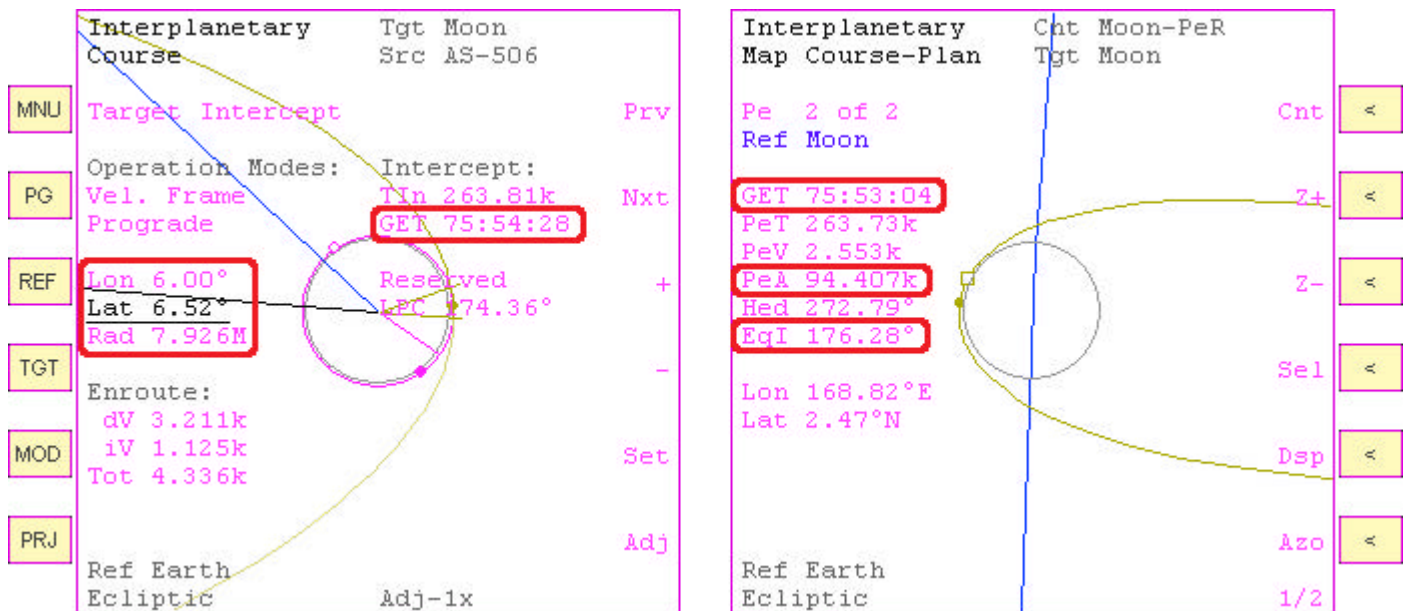 Interplanetary Tgt Moon
Course Src AS-506
MNU Target Intercept Prv
Operation Modes: Intercept:
PG Vel. Frame TIn 263.81k Nxt
Prograde GET 75:54:28
REF Lon 6.00° Reserved +
Lat 6.52° LPC 174.36°
Rad 7.926M
TGT -
Enroute:
dV 3.211k
MOD iV 1.125k Set
Tot 4.336k
PRJ Adj
Ref Earth
Ecliptic Adj-1x
Interplanetary Cnt Moon-PeR
Map Course-Plan Tgt Moon
Pe 2 of 2 Cnt <
Ref Moon
GET 75:53:04 Z+ <
PeT 263.73k
PeV 2.553k
PeA 94.407k Z- <
Hed 272.79°
EqI 176.28°
Sel <
Lon 168.82°E
Lat 2.47°N
Dsp <
Azo <
Ref Earth
Ecliptic 1/2